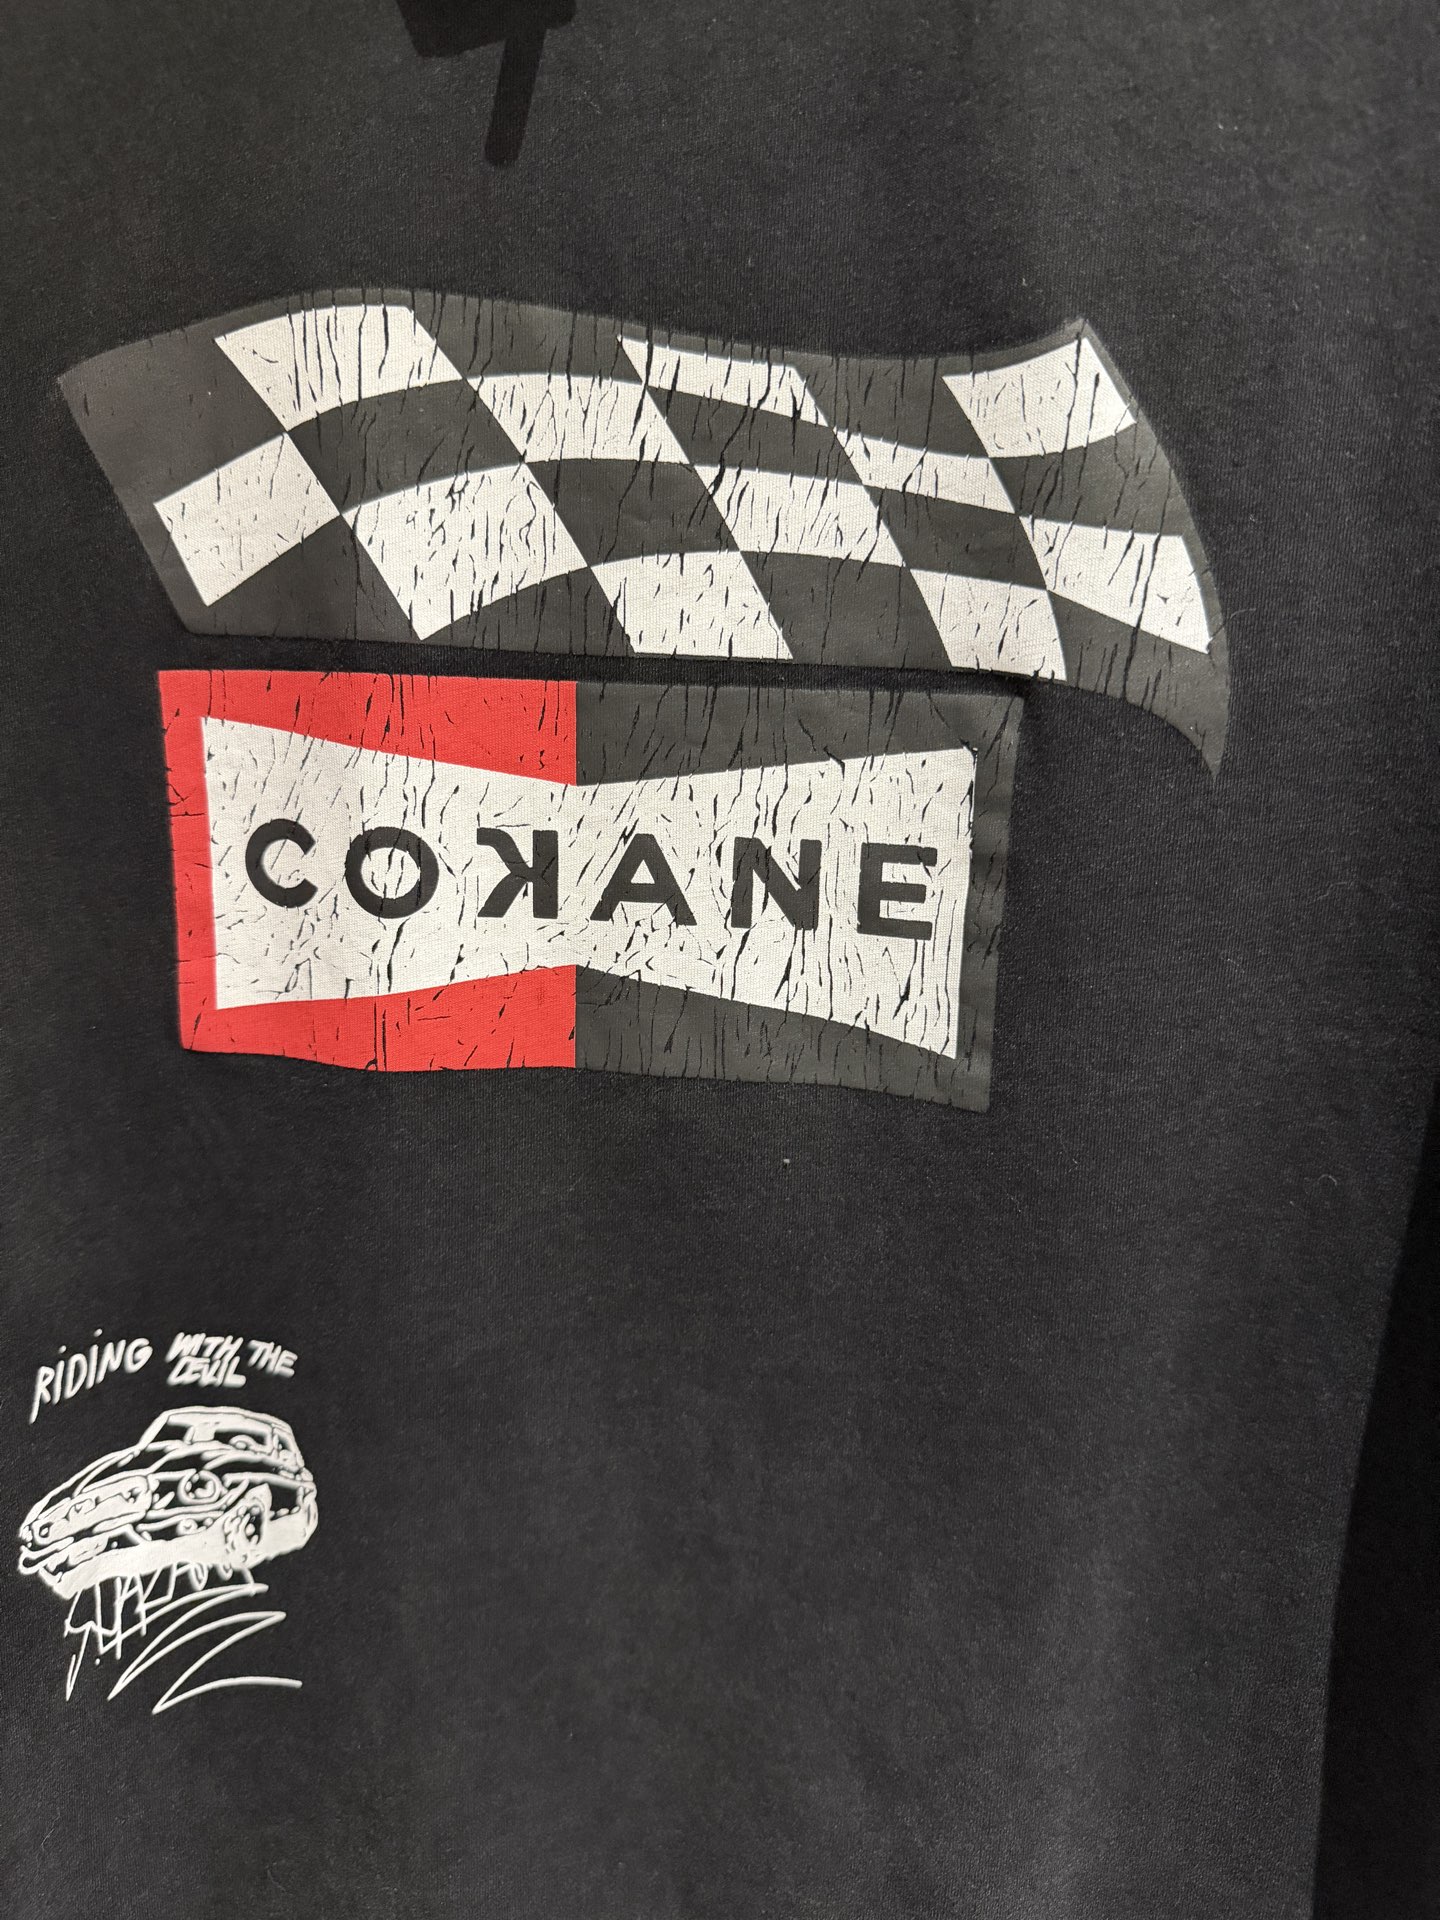 COKANE
RiDiNG WITH THE
DEVIL